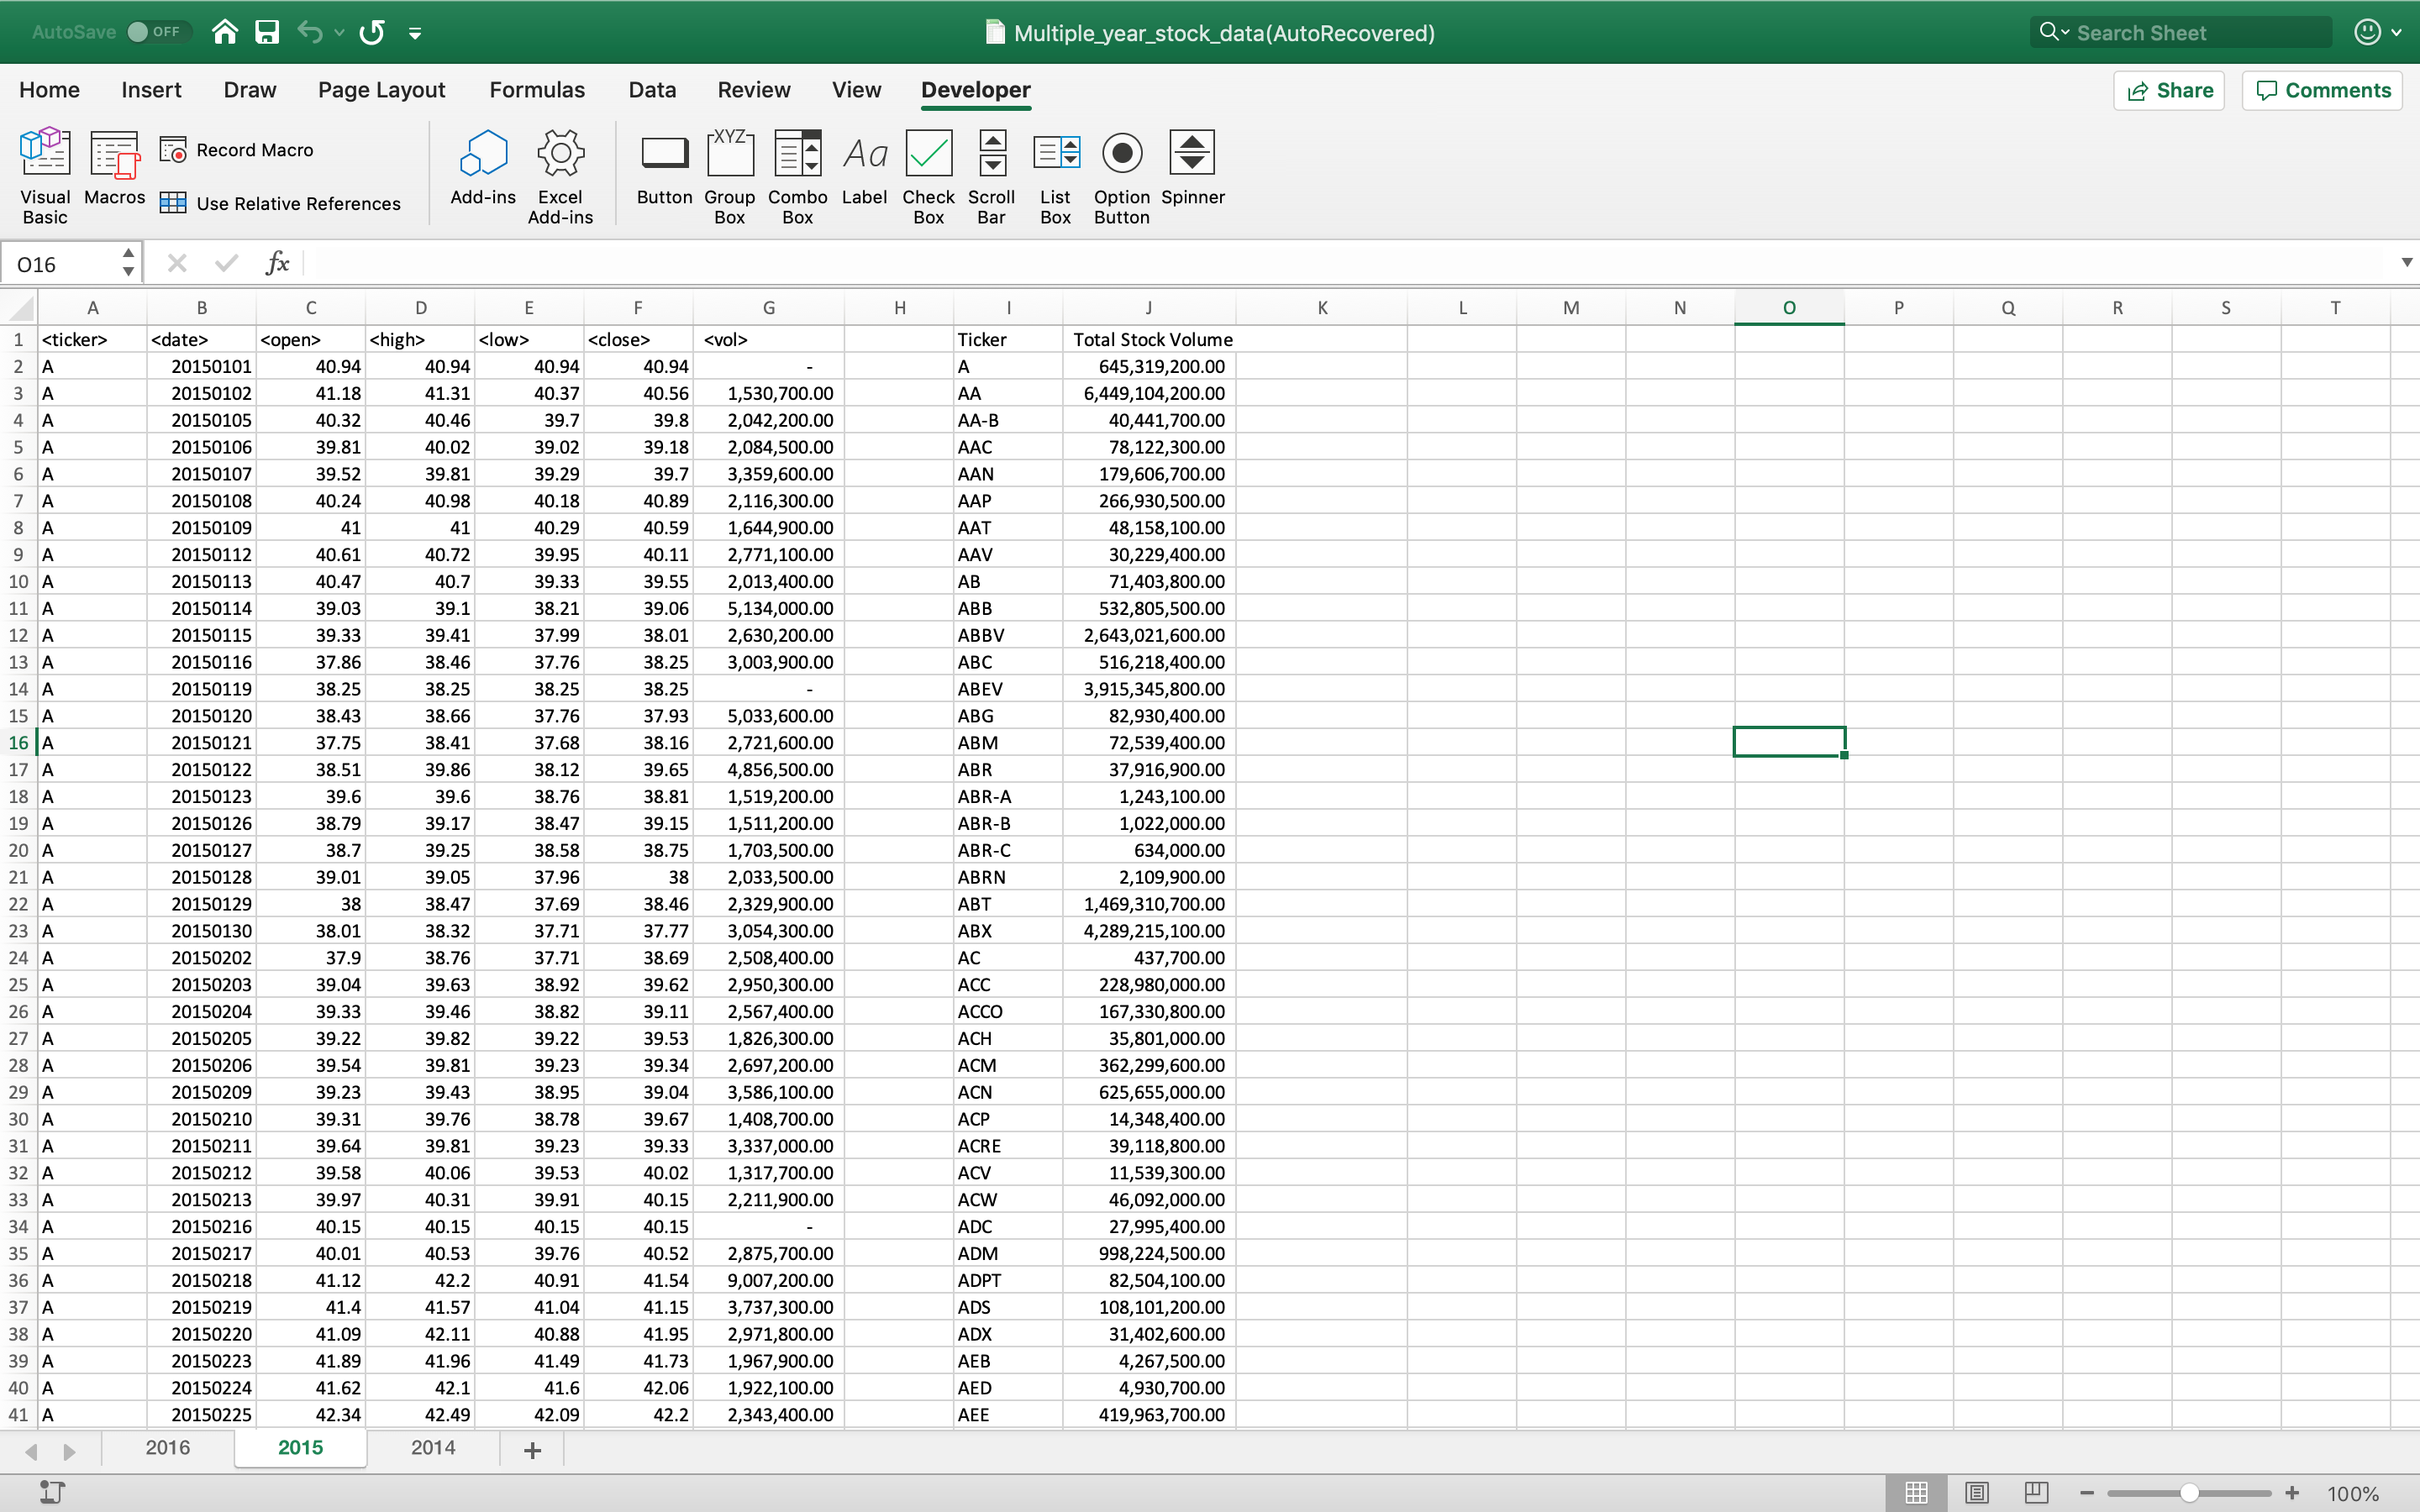 AutoSave OFF Multiple_year_stock_data(AutoRecovered) Search Sheet
Home Insert Draw Page Layout Formulas Data Review View Developer Share Comments
Visual Basic Macros Record Macro Use Relative References Add-ins Excel Add-ins Button XYZ Group Box Combo Box Aa Label Check Box Scroll Bar List Box Option Button Spinner
O16 fx
A B C D E F G H I J K L M N O P Q R S T
1 <ticker> <date> <open> <high> <low> <close> <vol> Ticker Total Stock Volume
2 A 20150101 40.94 40.94 40.94 40.94 - A 645,319,200.00
3 A 20150102 41.18 41.31 40.37 40.56 1,530,700.00 AA 6,449,104,200.00
4 A 20150105 40.32 40.46 39.7 39.8 2,042,200.00 AA-B 40,441,700.00
5 A 20150106 39.81 40.02 39.02 39.18 2,084,500.00 AAC 78,122,300.00
6 A 20150107 39.52 39.81 39.29 39.7 3,359,600.00 AAN 179,606,700.00
7 A 20150108 40.24 40.98 40.18 40.89 2,116,300.00 AAP 266,930,500.00
8 A 20150109 41 41 40.29 40.59 1,644,900.00 AAT 48,158,100.00
9 A 20150112 40.61 40.72 39.95 40.11 2,771,100.00 AAV 30,229,400.00
10 A 20150113 40.47 40.7 39.33 39.55 2,013,400.00 AB 71,403,800.00
11 A 20150114 39.03 39.1 38.21 39.06 5,134,000.00 ABB 532,805,500.00
12 A 20150115 39.33 39.41 37.99 38.01 2,630,200.00 ABBV 2,643,021,600.00
13 A 20150116 37.86 38.46 37.76 38.25 3,003,900.00 ABC 516,218,400.00
14 A 20150119 38.25 38.25 38.25 38.25 - ABEV 3,915,345,800.00
15 A 20150120 38.43 38.66 37.76 37.93 5,033,600.00 ABG 82,930,400.00
16 A 20150121 37.75 38.41 37.68 38.16 2,721,600.00 ABM 72,539,400.00
17 A 20150122 38.51 39.86 38.12 39.65 4,856,500.00 ABR 37,916,900.00
18 A 20150123 39.6 39.6 38.76 38.81 1,519,200.00 ABR-A 1,243,100.00
19 A 20150126 38.79 39.17 38.47 39.15 1,511,200.00 ABR-B 1,022,000.00
20 A 20150127 38.7 39.25 38.58 38.75 1,703,500.00 ABR-C 634,000.00
21 A 20150128 39.01 39.05 37.96 38 2,033,500.00 ABRN 2,109,900.00
22 A 20150129 38 38.47 37.69 38.46 2,329,900.00 ABT 1,469,310,700.00
23 A 20150130 38.01 38.32 37.71 37.77 3,054,300.00 ABX 4,289,215,100.00
24 A 20150202 37.9 38.76 37.71 38.69 2,508,400.00 AC 437,700.00
25 A 20150203 39.04 39.63 38.92 39.62 2,950,300.00 ACC 228,980,000.00
26 A 20150204 39.33 39.46 38.82 39.11 2,567,400.00 ACCO 167,330,800.00
27 A 20150205 39.22 39.82 39.22 39.53 1,826,300.00 ACH 35,801,000.00
28 A 20150206 39.54 39.81 39.23 39.34 2,697,200.00 ACM 362,299,600.00
29 A 20150209 39.23 39.43 38.95 39.04 3,586,100.00 ACN 625,655,000.00
30 A 20150210 39.31 39.76 38.78 39.67 1,408,700.00 ACP 14,348,400.00
31 A 20150211 39.64 39.81 39.23 39.33 3,337,000.00 ACRE 39,118,800.00
32 A 20150212 39.58 40.06 39.53 40.02 1,317,700.00 ACV 11,539,300.00
33 A 20150213 39.97 40.31 39.91 40.15 2,211,900.00 ACW 46,092,000.00
34 A 20150216 40.15 40.15 40.15 40.15 - ADC 27,995,400.00
35 A 20150217 40.01 40.53 39.76 40.52 2,875,700.00 ADM 998,224,500.00
36 A 20150218 41.12 42.2 40.91 41.54 9,007,200.00 ADPT 82,504,100.00
37 A 20150219 41.4 41.57 41.04 41.15 3,737,300.00 ADS 108,101,200.00
38 A 20150220 41.09 42.11 40.88 41.95 2,971,800.00 ADX 31,402,600.00
39 A 20150223 41.89 41.96 41.49 41.73 1,967,900.00 AEB 4,267,500.00
40 A 20150224 41.62 42.1 41.6 42.06 1,922,100.00 AED 4,930,700.00
41 A 20150225 42.34 42.49 42.09 42.2 2,343,400.00 AEE 419,963,700.00
2016 2015 2014 +
100%